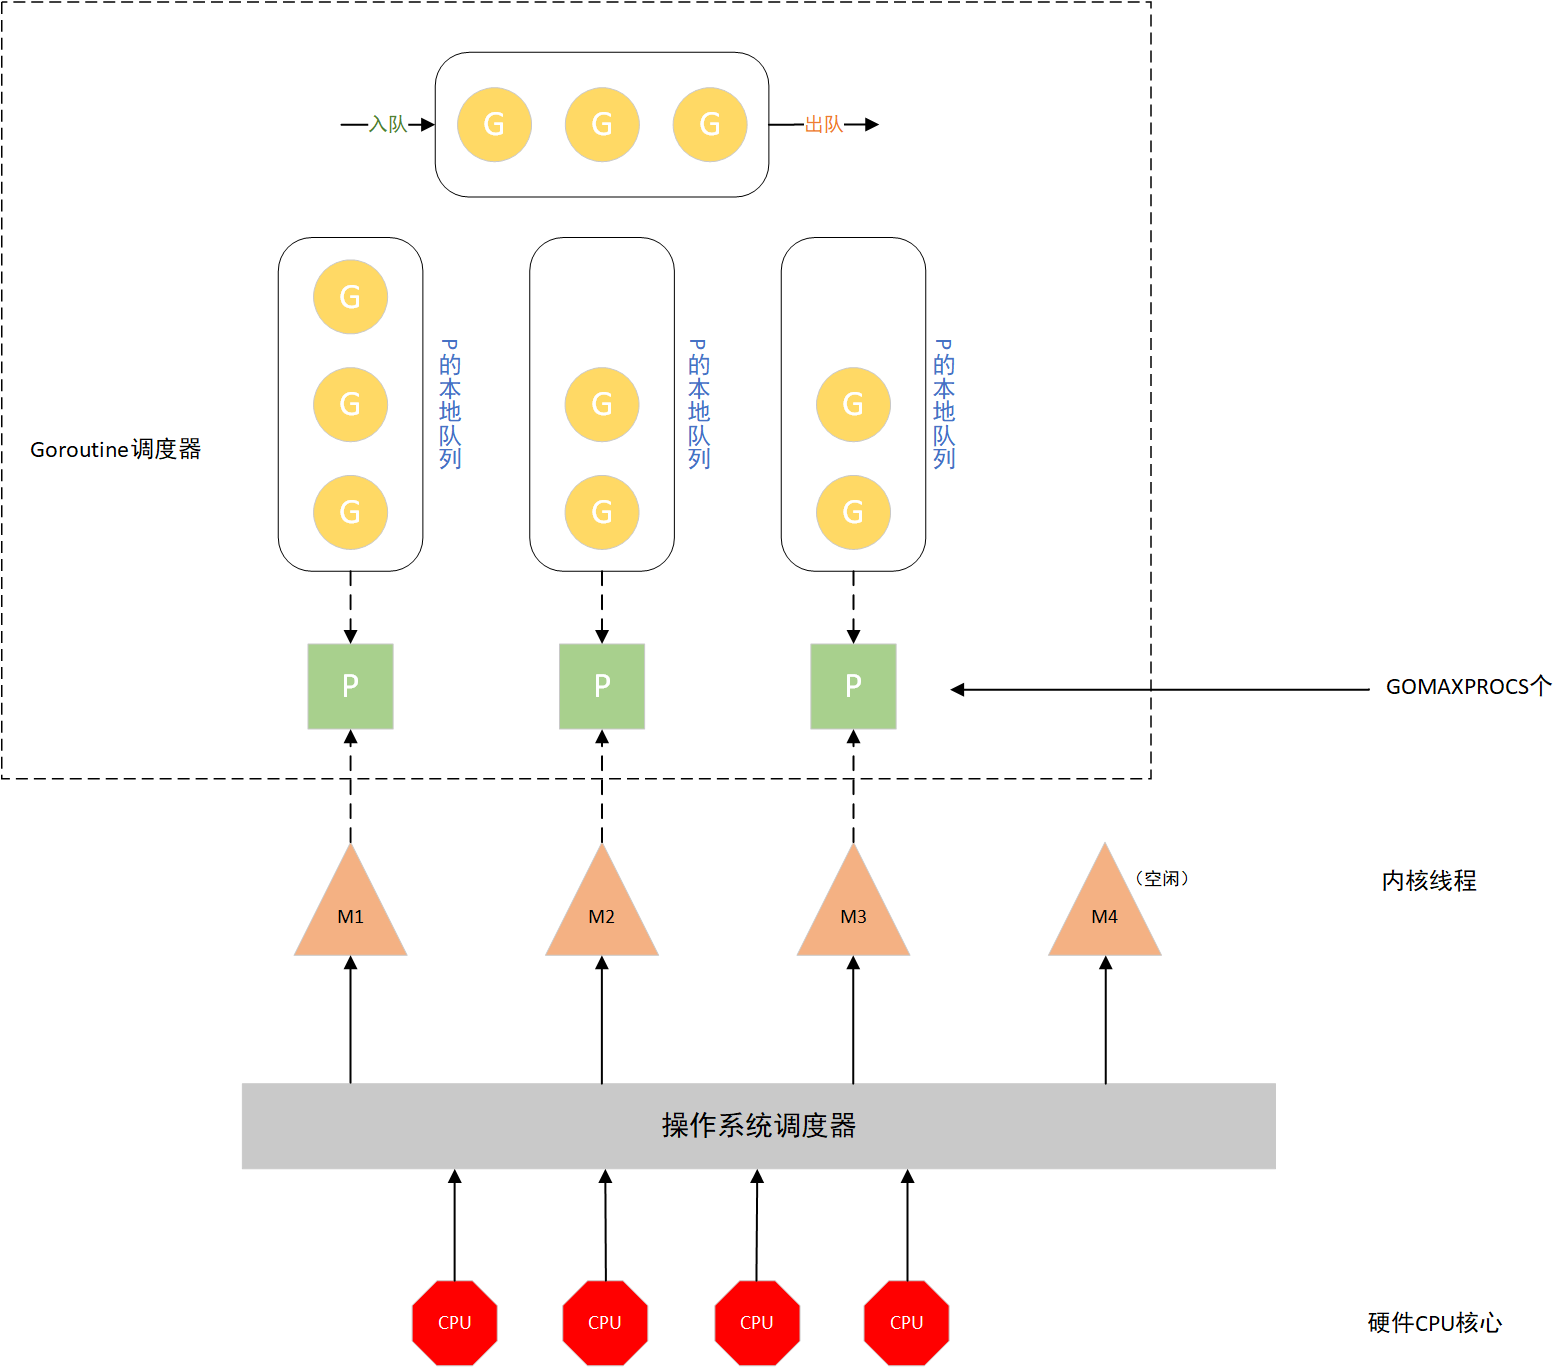 入队
G
G
G
出队
G
G
G
P的本地队列
G
G
P的本地队列
G
G
P的本地队列
Goroutine调度器
P
P
P
GOMAXPROCS个
M1
M2
M3
M4
（空闲）
内核线程
操作系统调度器
CPU
CPU
CPU
CPU
硬件CPU核心